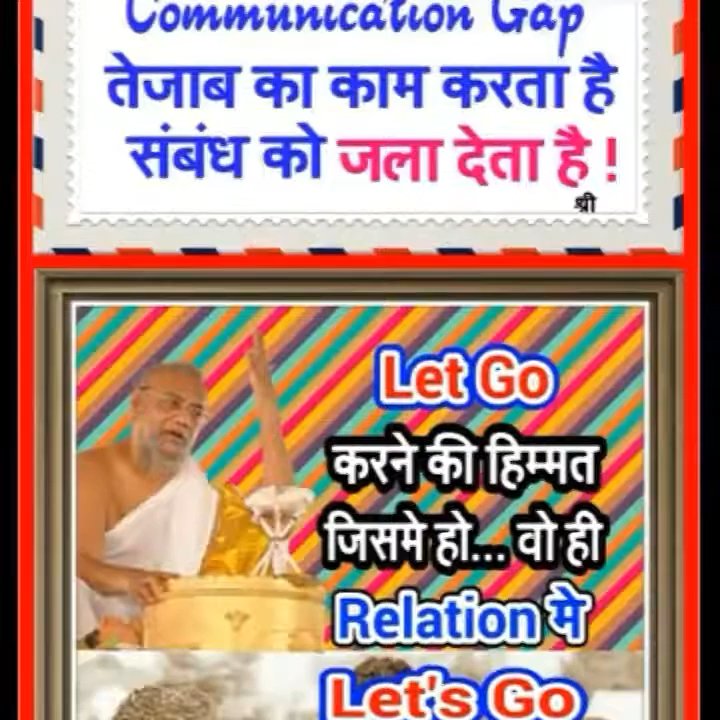 Communication Gap
तेजाब का काम करता है
संबंध को जला देता है!
श्री
Let Go
करने की हिम्मत
जिसमे हो... वो ही
Relation मे
Let's Go